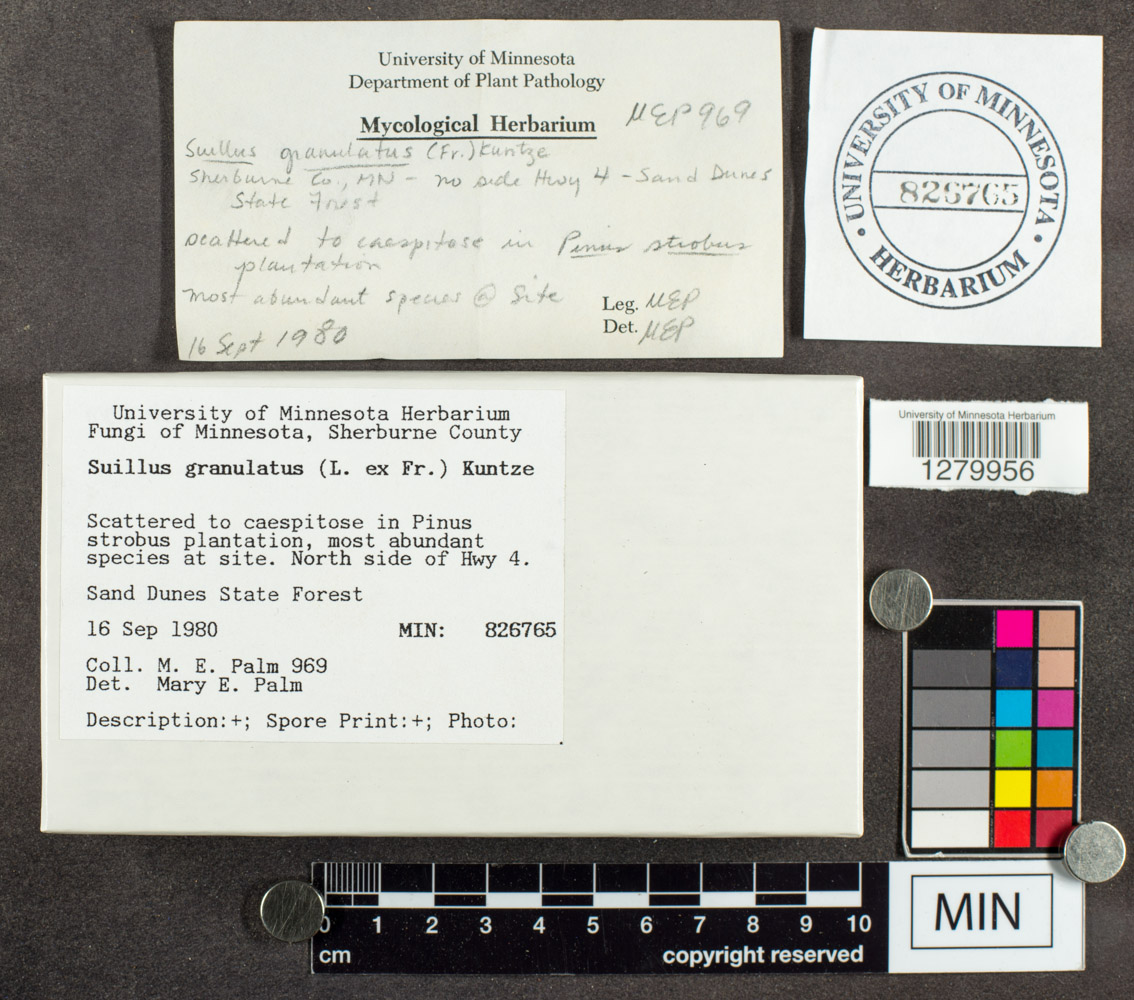 University of Minnesota
Department of Plant Pathology
Mycological Herbarium
MEP 969
Suillus granulatus (Fr.) Kuntze
Sherburne Co., MN - no side Hwy 4 - Sand Dunes
State Forest
scattered to caespitose in Pinus strobus
plantation
most abundant species @ Site
Leg. MEP
Det. MEP
16 Sept 1980
UNIVERSITY OF MINNESOTA
826765
• HERBARIUM •
University of Minnesota Herbarium
Fungi of Minnesota, Sherburne County
Suillus granulatus (L. ex Fr.) Kuntze
Scattered to caespitose in Pinus
strobus plantation, most abundant
species at site. North side of Hwy 4.
Sand Dunes State Forest
16 Sep 1980 MIN: 826765
Coll. M. E. Palm 969
Det. Mary E. Palm
Description:+; Spore Print:+; Photo:
University of Minnesota Herbarium
1279956
0 1 2 3 4 5 6 7 8 9 10
cm copyright reserved
MIN